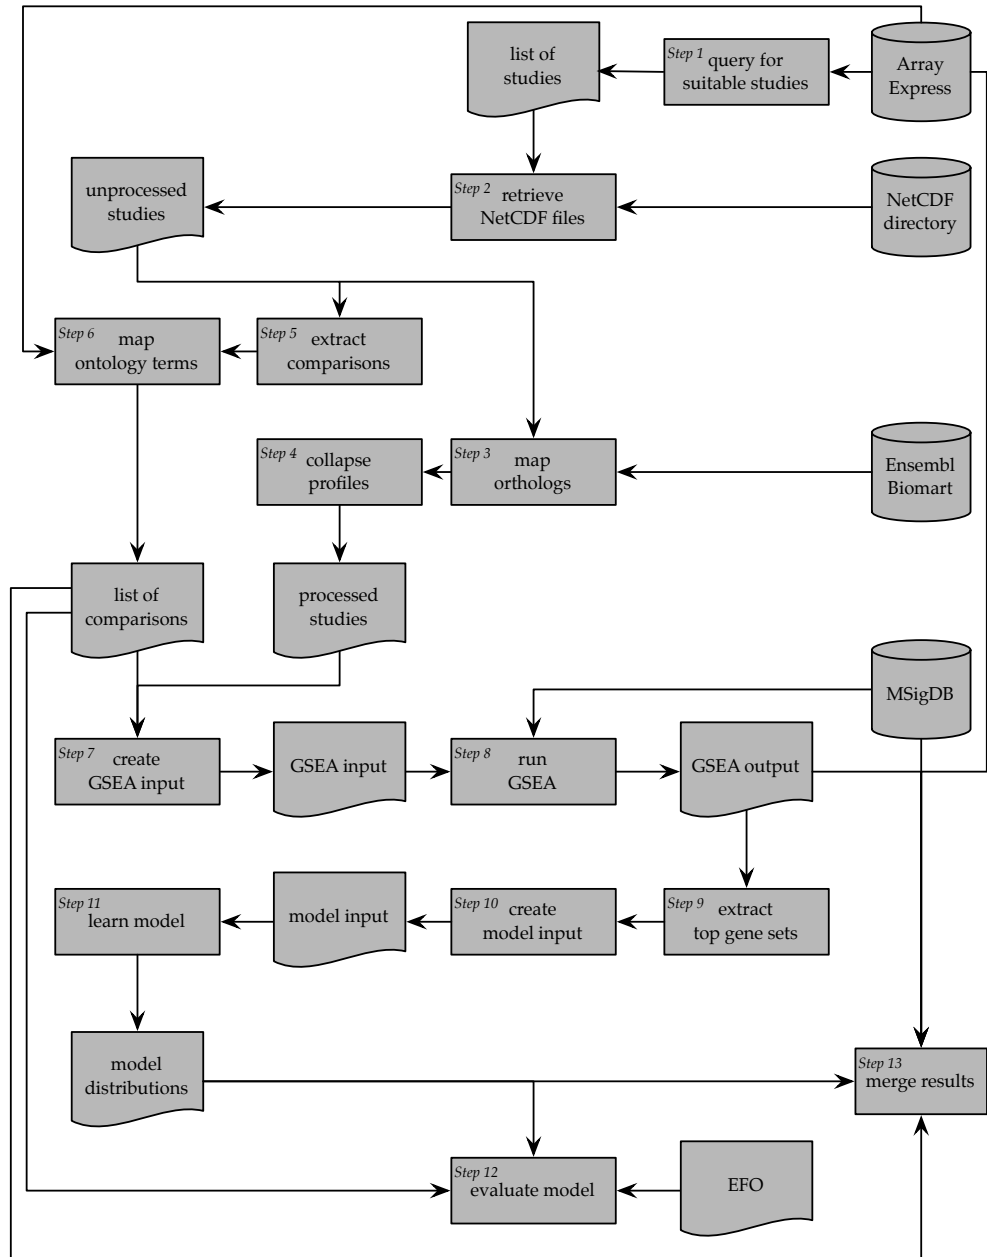 list of
studies
Step 1
query for
suitable studies
Array
Express
unprocessed
studies
Step 2
retrieve
NetCDF files
NetCDF
directory
Step 6
map
ontology terms
Step 5
extract
comparisons
Step 4
collapse
profiles
Step 3
map
orthologs
Ensembl
Biomart
list of
comparisons
processed
studies
MSigDB
Step 7
create
GSEA input
GSEA input
Step 8
run
GSEA
GSEA output
Step 11
learn model
model input
Step 10
create
model input
Step 9
extract
top gene sets
model
distributions
Step 13
merge results
Step 12
evaluate model
EFO